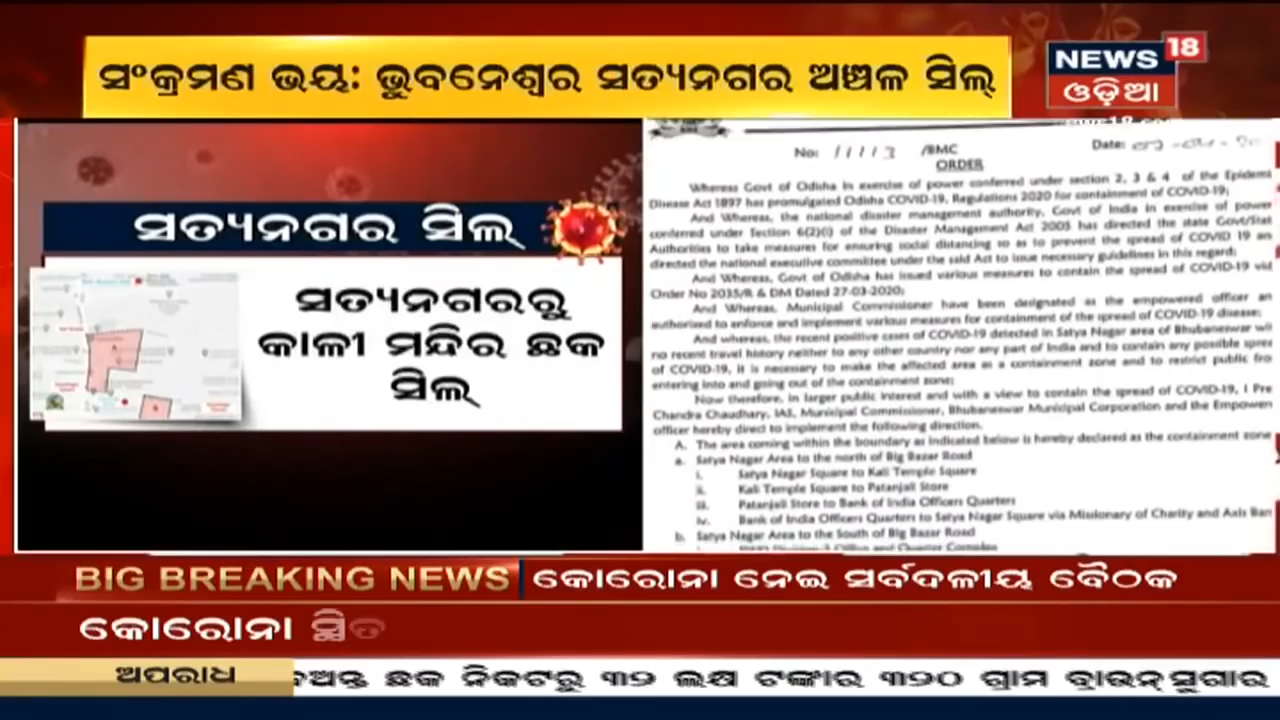 ସଂକ୍ରମଣ ଭୟ: ଭୁବନେଶ୍ୱର ସତ୍ୟନଗର ଅଞ୍ଚଳ ସିଲ୍
NEWS 18
ଓଡ଼ିଆ
ସତ୍ୟନଗର ସିଲ୍
ସତ୍ୟନଗରରୁ
କାଳୀ ମନ୍ଦିର ଛକ
ସିଲ୍
No: 11113 /BMC Date:
ORDER
Whereas Govt of Odisha in exercise of power conferred under section 2, 3 & 4 of the Epidemi
Disease Act 1897 has promulgated Odisha COVID-19, Regulations 2020 for containment of COVID-19;
And Whereas, the national disaster management authority, Govt of India in exercise of power
conferred under Section 6(2)(i) of the Disaster Management Act 2005 has directed the state Govt/Stat
Authorities to take measures for ensuring social distancing so as to prevent the spread of COVID 19 an
directed the national executive committee under the said Act to issue necessary guidelines in this regard;
And Whereas, Govt of Odisha has issued various measures to contain the spread of COVID-19 vid
Order No 2035/R & DM Dated 27-03-2020;
And Whereas, Municipal Commissioner have been designated as the empowered officer an
authorized to enforce and implement various measures for containment of the spread of COVID-19 disease;
And whereas, the recent positive cases of COVID-19 detected in Satya Nagar area of Bhubaneswar wi
no recent travel history neither to any other country nor any part of India and to contain any possible sprea
of COVID-19, it is necessary to make the affected area as a containment zone and to restrict public fro
entering into and going out of the containment zone;
Now therefore, in larger public interest and with a view to contain the spread of COVID-19, I Pre
Chandra Chaudhary, IAS, Municipal Commissioner, Bhubaneswar Municipal Corporation and the Empowere
officer hereby direct to implement the following direction.
A. The area coming within the boundary as indicated below is hereby declared as the containment zone
a. Satya Nagar Area to the north of Big Bazar Road
i. Satya Nagar Square to Kali Temple Square
ii. Kali Temple Square to Patanjali Store
iii. Patanjali Store to Bank of India Officers Quarters
iv. Bank of India Officers Quarters to Satya Nagar Square via Missionary of Charity and Axis Ban
b. Satya Nagar Area to the South of Big Bazar Road
BIG BREAKING NEWS କୋରୋନା ନେଇ ସର୍ବଦଳୀୟ ବୈଠକ
କୋରୋନା ସ୍ଥିତ
ଅପରାଧ ଛକ ନିକଟରୁ ୩୨ ଲକ୍ଷ ଟଙ୍କାର ୩୨୦ ଗ୍ରାମ ବ୍ରାଉନ୍‌ସୁଗାର